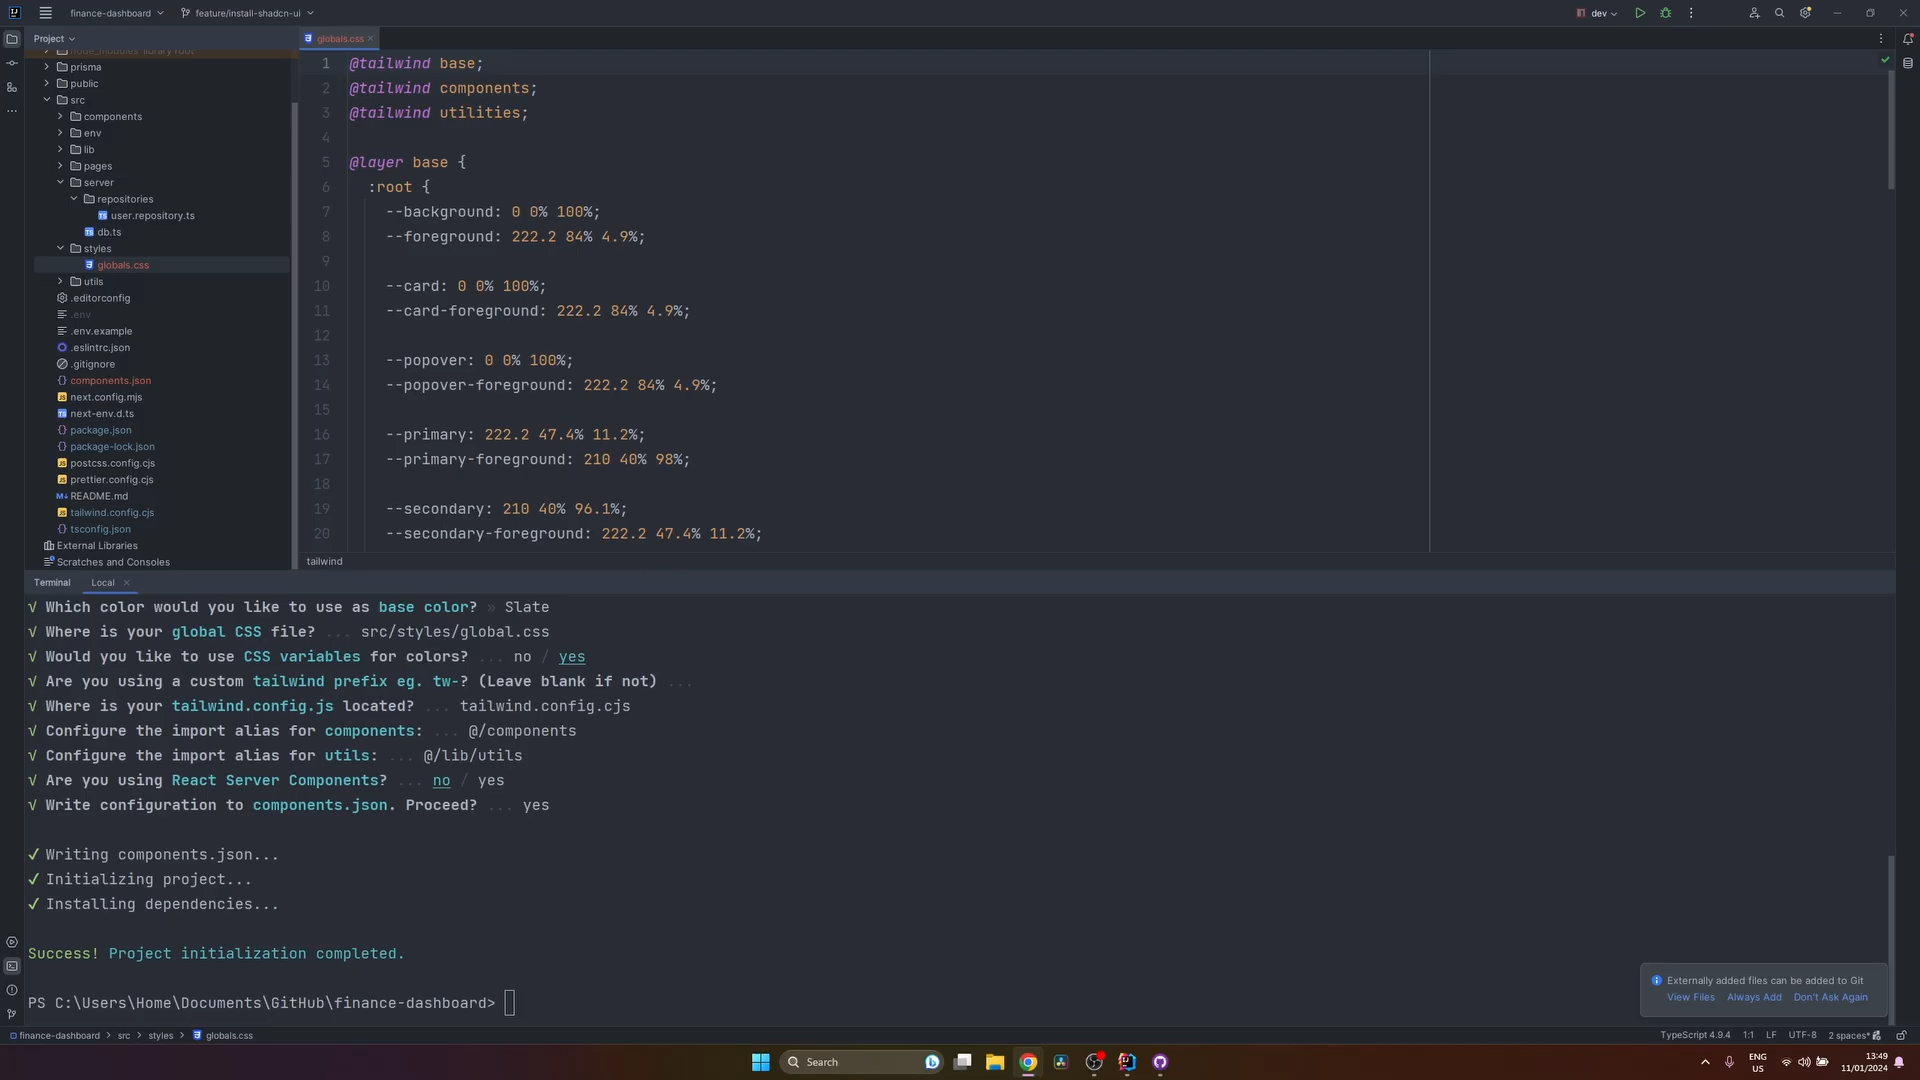 finance-dashboard
feature/install-shadcn-ui
dev
Project
globals.css
node_modules library root
prisma
public
src
components
env
lib
pages
server
repositories
user.repository.ts
db.ts
styles
globals.css
utils
.editorconfig
.env
.env.example
.eslintrc.json
.gitignore
components.json
next.config.mjs
next-env.d.ts
package.json
package-lock.json
postcss.config.cjs
prettier.config.cjs
README.md
tailwind.config.cjs
tsconfig.json
External Libraries
Scratches and Consoles
1 @tailwind base;
2 @tailwind components;
3 @tailwind utilities;
4
5 @layer base {
6 :root {
7 --background: 0 0% 100%;
8 --foreground: 222.2 84% 4.9%;
9
10 --card: 0 0% 100%;
11 --card-foreground: 222.2 84% 4.9%;
12
13 --popover: 0 0% 100%;
14 --popover-foreground: 222.2 84% 4.9%;
15
16 --primary: 222.2 47.4% 11.2%;
17 --primary-foreground: 210 40% 98%;
18
19 --secondary: 210 40% 96.1%;
20 --secondary-foreground: 222.2 47.4% 11.2%;
tailwind
Terminal Local
√ Which color would you like to use as base color? » Slate
√ Where is your global CSS file? ... src/styles/global.css
√ Would you like to use CSS variables for colors? ... no / yes
√ Are you using a custom tailwind prefix eg. tw-? (Leave blank if not) ...
√ Where is your tailwind.config.js located? ... tailwind.config.cjs
√ Configure the import alias for components: ... @/components
√ Configure the import alias for utils: ... @/lib/utils
√ Are you using React Server Components? ... no / yes
√ Write configuration to components.json. Proceed? ... yes
✓ Writing components.json...
✓ Initializing project...
✓ Installing dependencies...
Success! Project initialization completed.
PS C:\Users\Home\Documents\GitHub\finance-dashboard>
Externally added files can be added to Git
View Files Always Add Don't Ask Again
finance-dashboard > src > styles > globals.css
TypeScript 4.9.4 1:1 LF UTF-8 2 spaces*
Search
ENG
US
13:49
11/01/2024